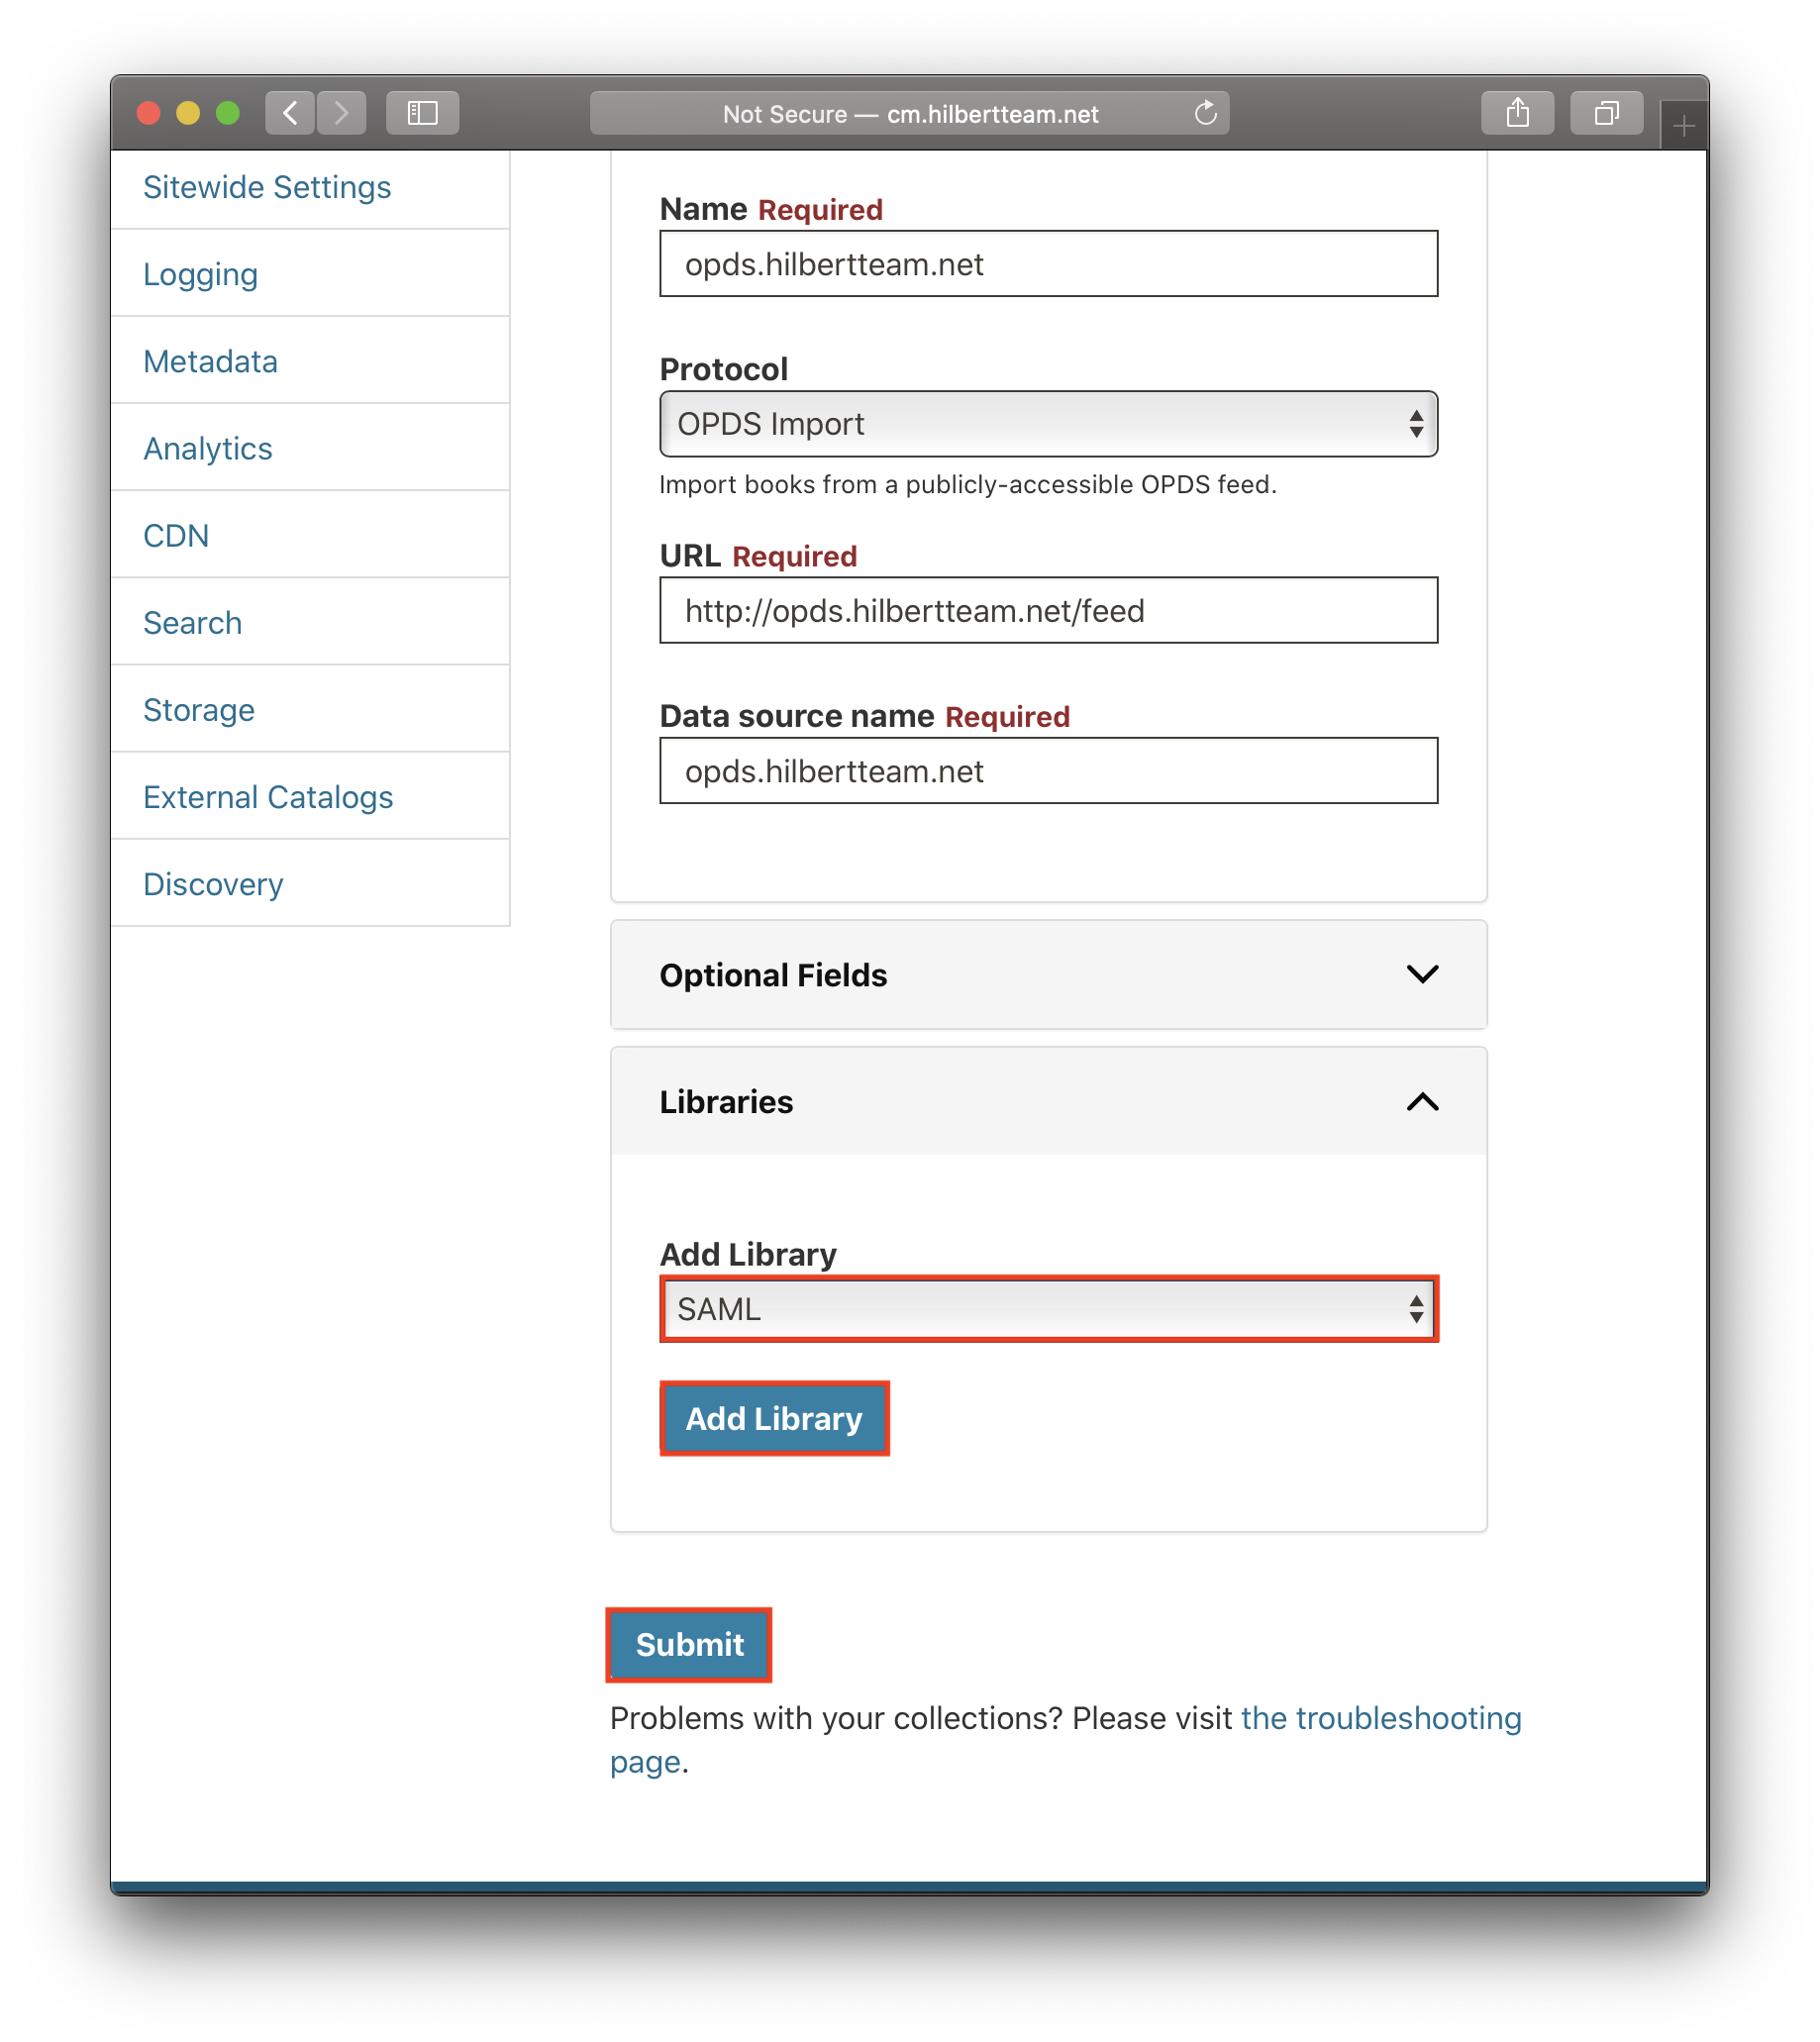 Not Secure — cm.hilbertteam.net
Sitewide Settings
Logging
Metadata
Analytics
CDN
Search
Storage
External Catalogs
Discovery
Name Required
opds.hilbertteam.net
Protocol
OPDS Import
Import books from a publicly-accessible OPDS feed.
URL Required
http://opds.hilbertteam.net/feed
Data source name Required
opds.hilbertteam.net
Optional Fields
Libraries
Add Library
SAML
Add Library
Submit
Problems with your collections? Please visit the troubleshooting
page.